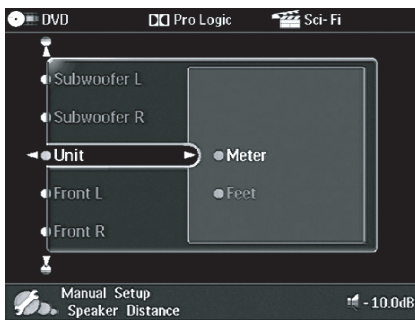 DVD Pro Logic Sci-Fi
Subwoofer L
Subwoofer R
Unit Meter
Front L Feet
Front R
Manual Setup
Speaker Distance - 10.0dB